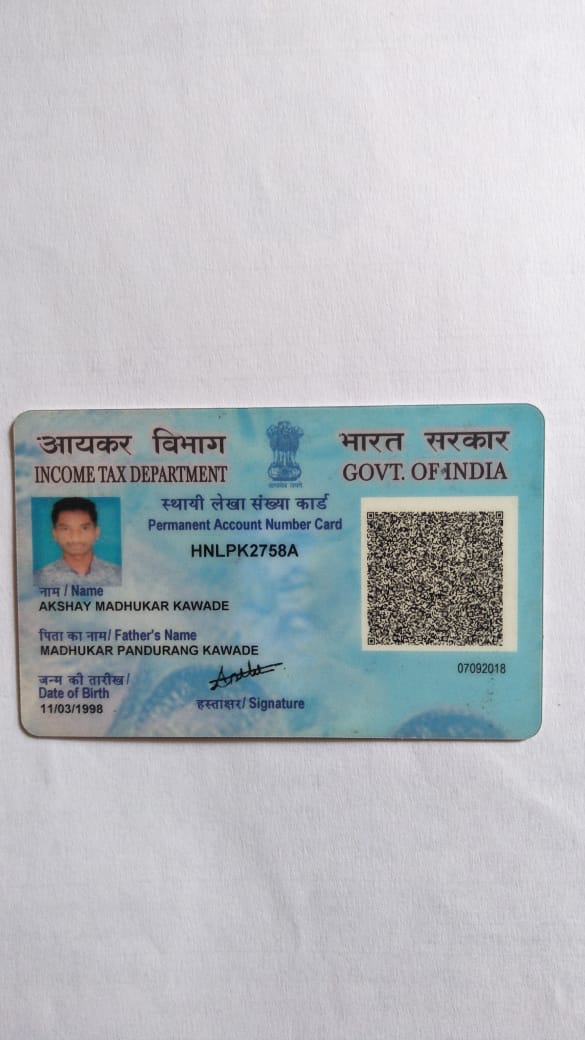 आयकर विभाग
INCOME TAX DEPARTMENT
भारत सरकार
GOVT. OF INDIA
सत्यमेव जयते
स्थायी लेखा संख्या कार्ड
Permanent Account Number Card
HNLPK2758A
नाम / Name
AKSHAY MADHUKAR KAWADE
पिता का नाम/ Father's Name
MADHUKAR PANDURANG KAWADE
जन्म की तारीख/
Date of Birth
11/03/1998
हस्ताक्षर/ Signature
07092018